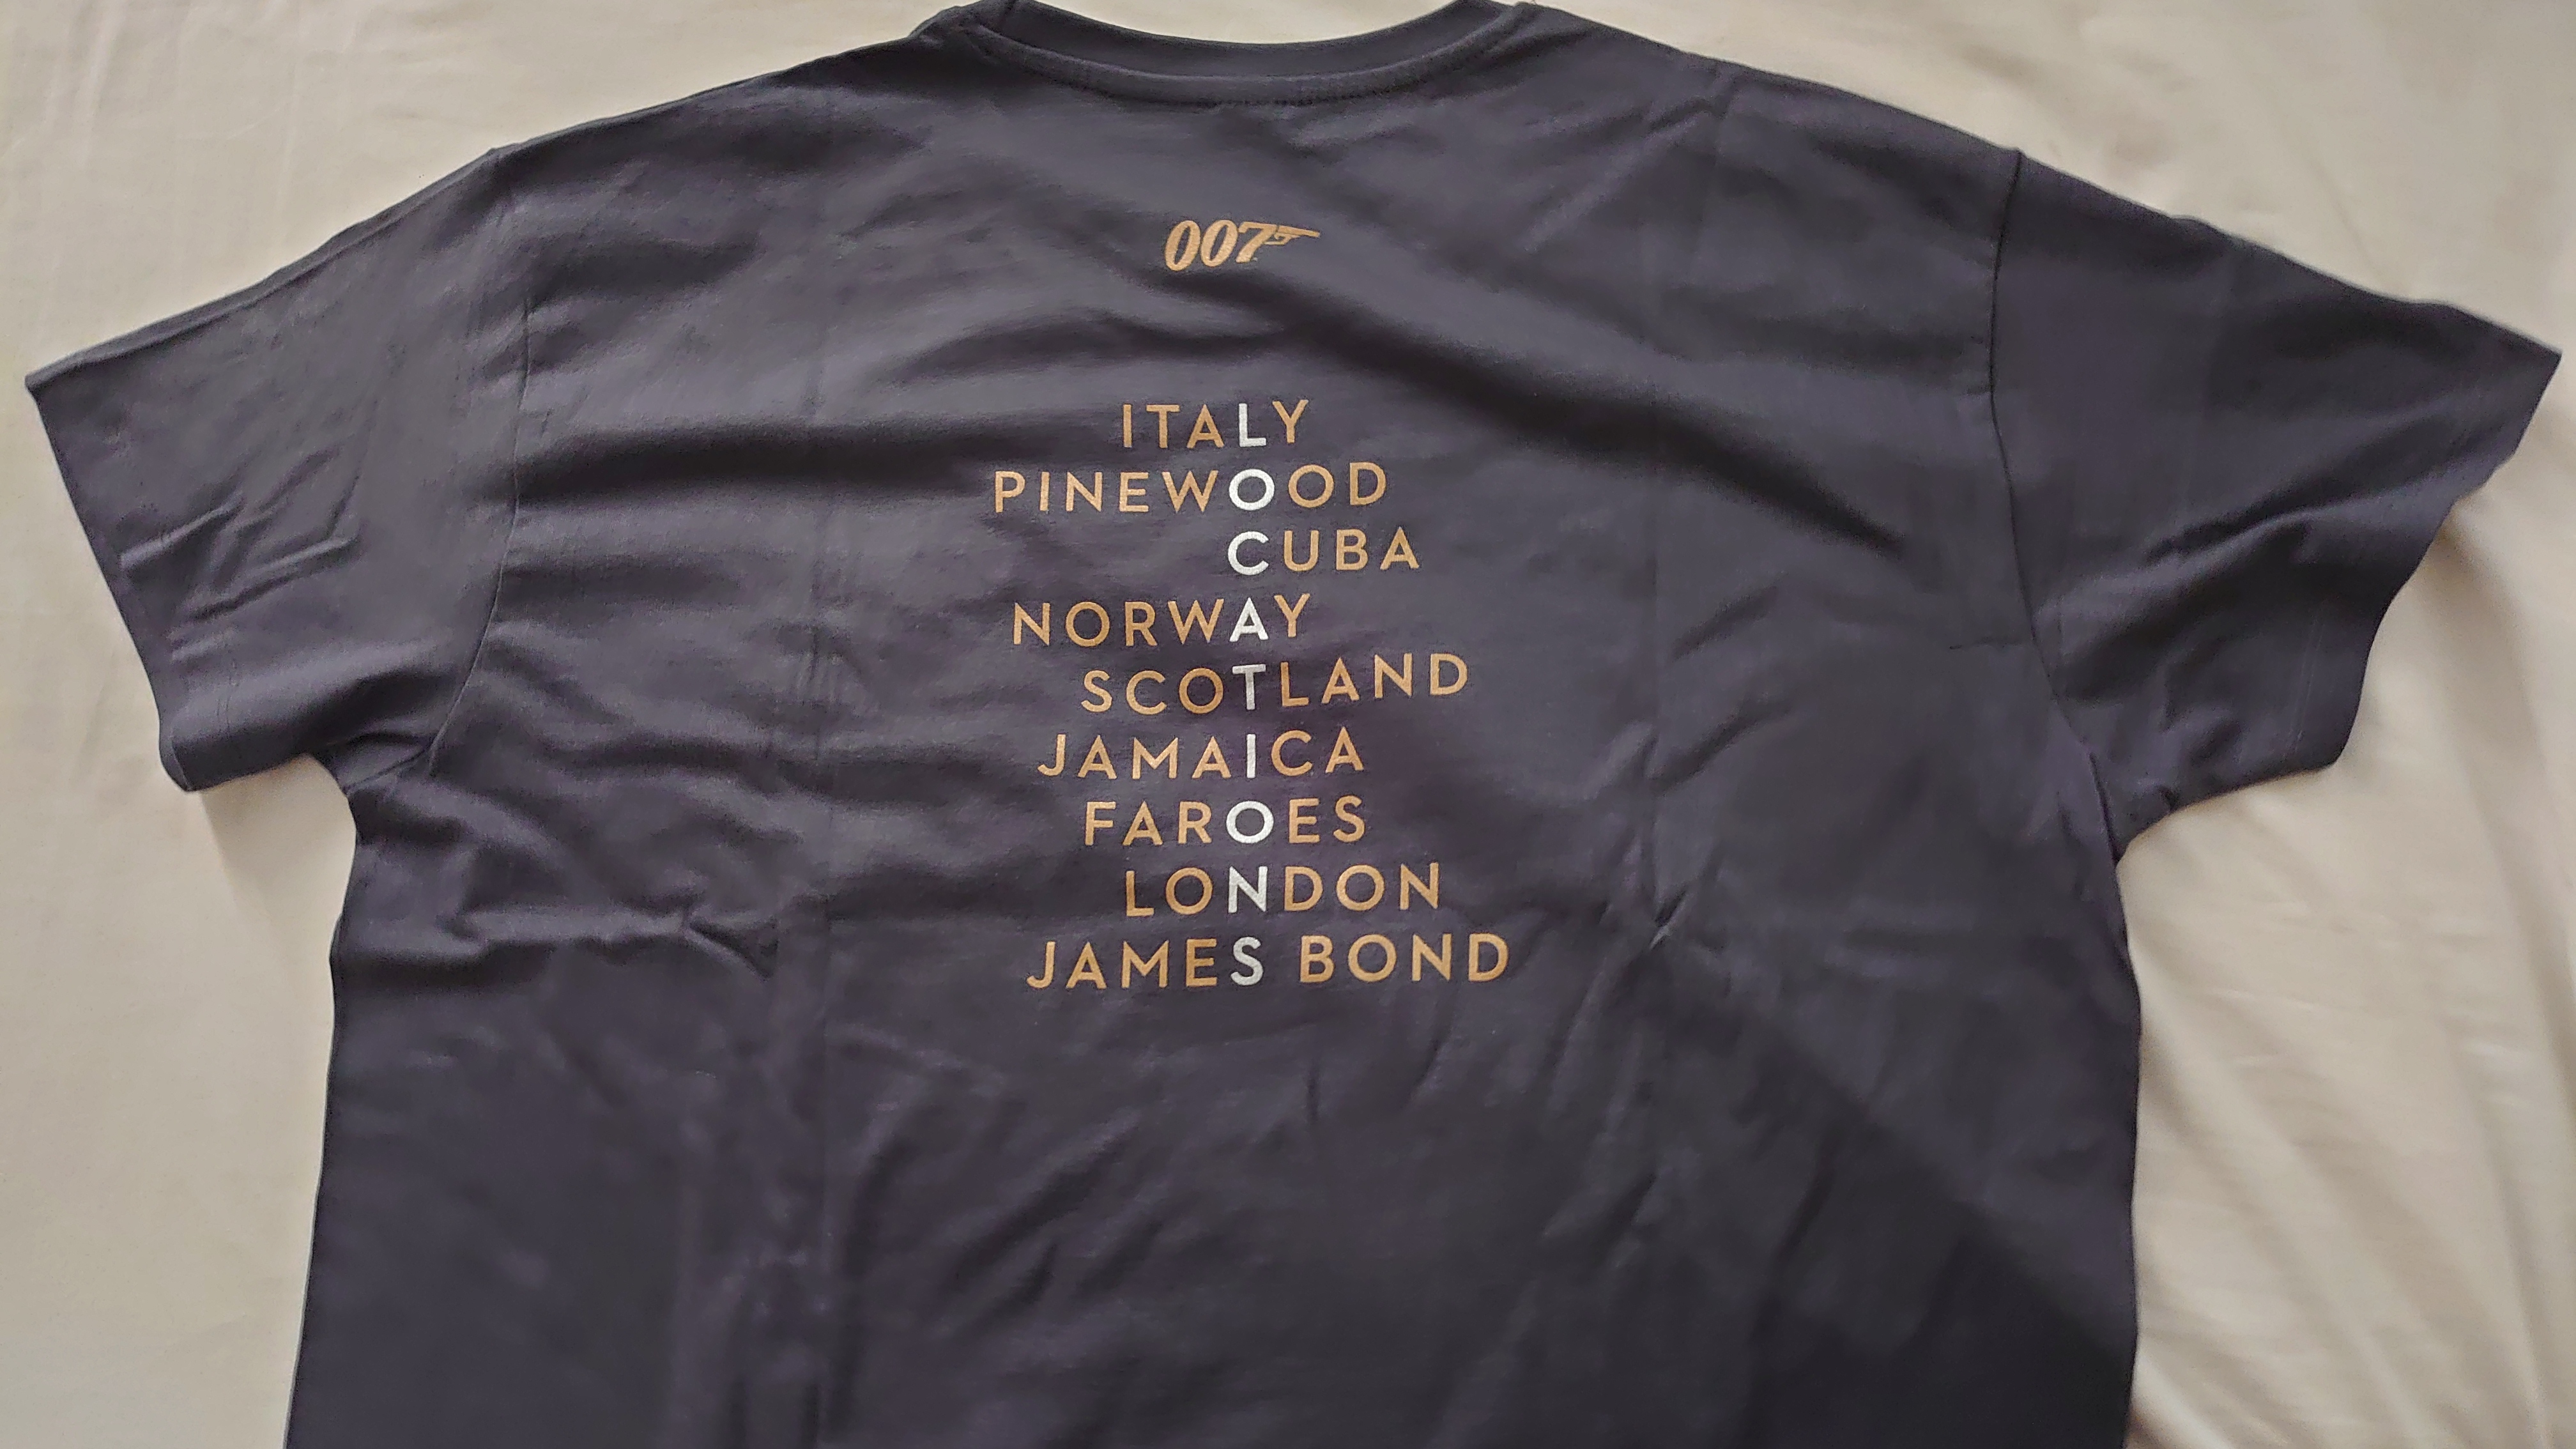 007
ITALY
PINEWOOD
CUBA
NORWAY
SCOTLAND
JAMAICA
FAROES
LONDON
JAMES BOND